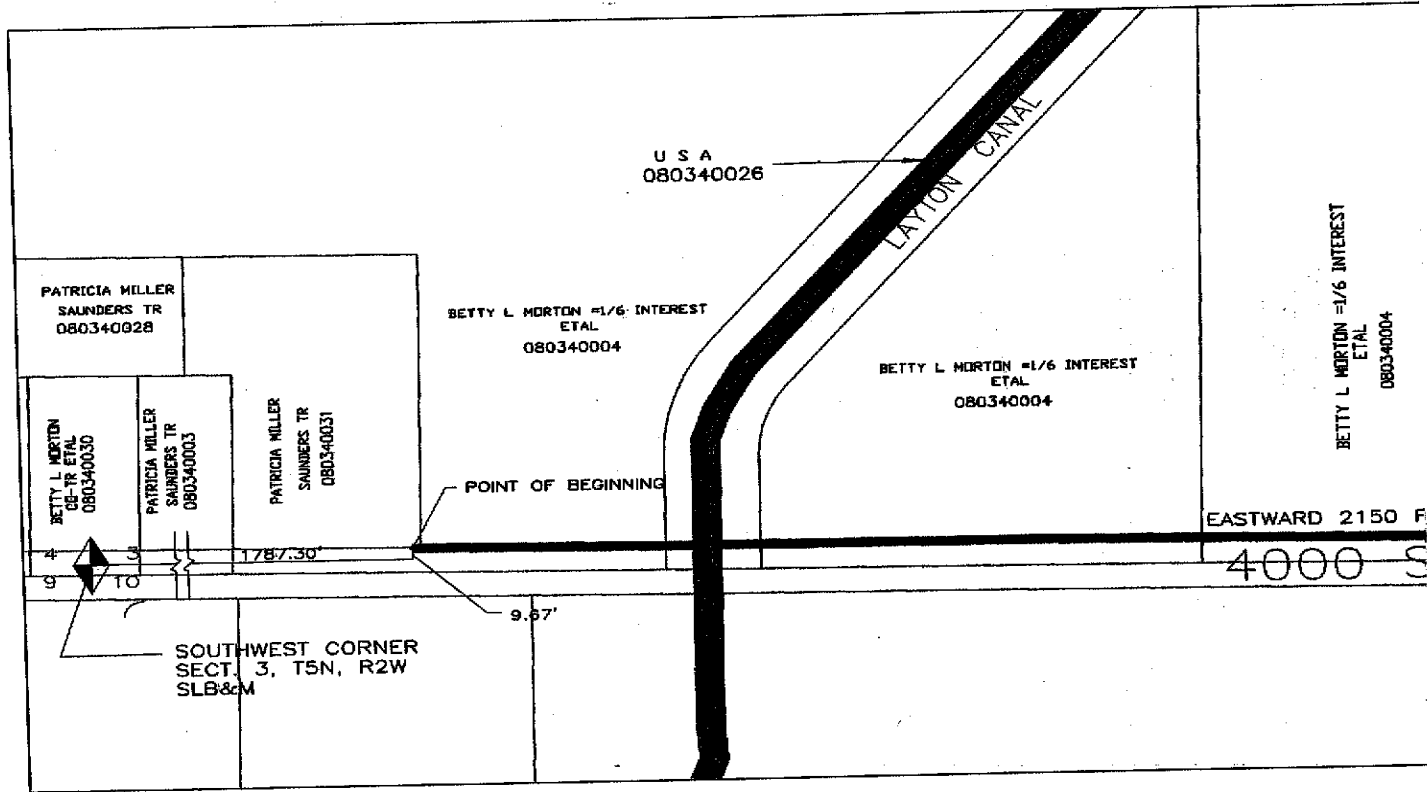 U S A
080340026
LAYTON CANAL
PATRICIA MILLER
SAUNDERS TR
080340028
BETTY L MORTON =1/6 INTEREST
ETAL
080340004
BETTY L MORTON =1/6 INTEREST
ETAL
080340004
BETTY L MORTON =1/6 INTEREST
ETAL
080340004
BETTY L MORTON
CO-TR ETAL
080340030
PATRICIA MILLER
SAUNDERS TR
080340003
PATRICIA MILLER
SAUNDERS TR
080340031
POINT OF BEGINNING
EASTWARD 2150 F
4 3
1787.30'
4000 S
9 10
9.67'
SOUTHWEST CORNER
SECT. 3, T5N, R2W
SLB&M